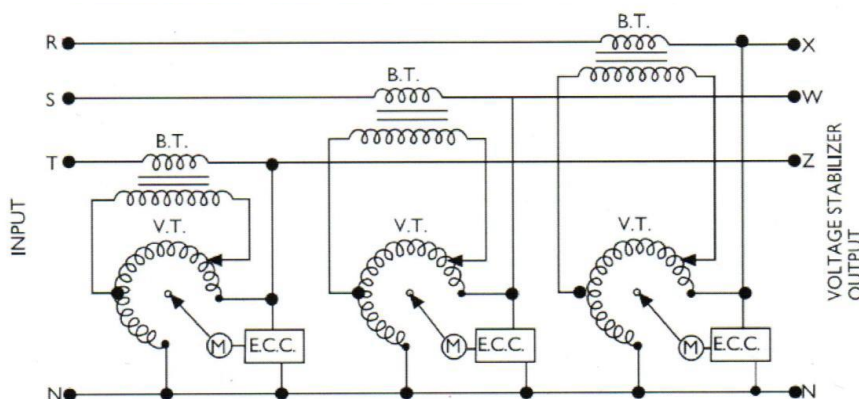 B.T.
R X
B.T.
S W
B.T.
T Z
V.T. V.T. V.T.
INPUT
VOLTAGE STABILIZER
OUTPUT
M E.C.C. M E.C.C. M E.C.C.
N N